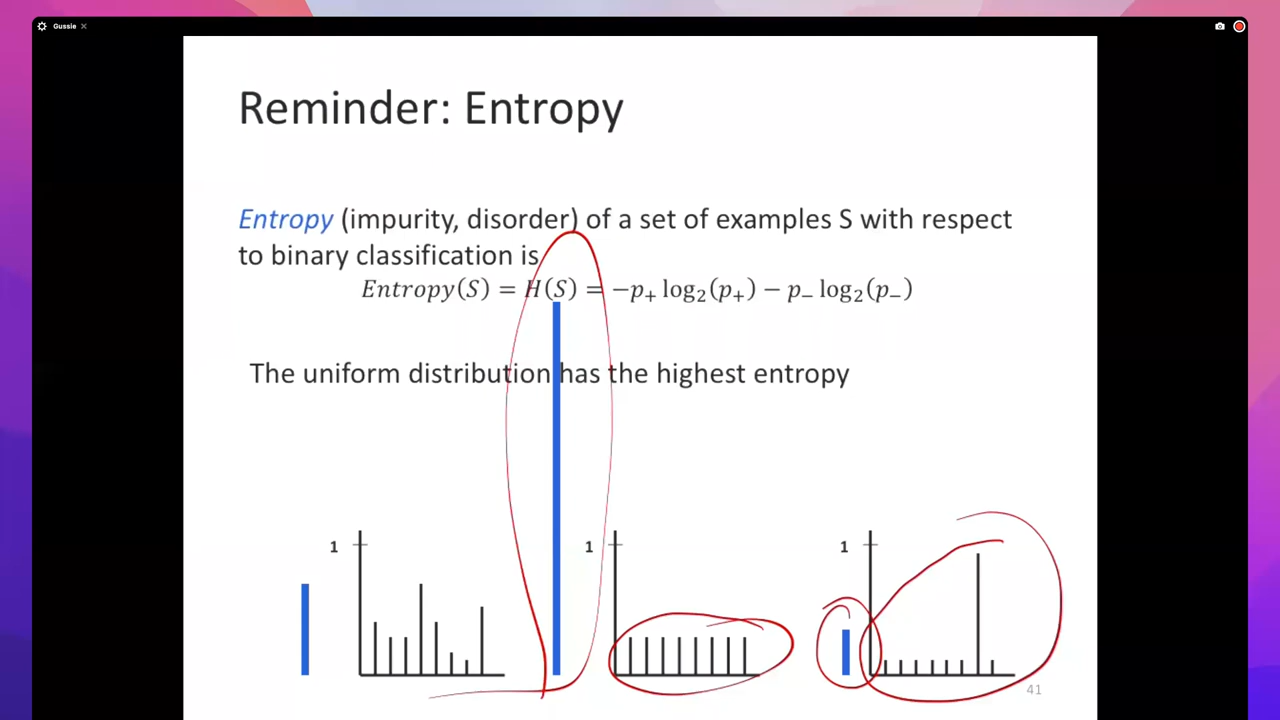 Gussie
Reminder: Entropy
Entropy (impurity, disorder) of a set of examples S with respect
to binary classification is
Entropy(S) = H(S) = −p₊ log₂(p₊) − p₋ log₂(p₋)
The uniform distribution has the highest entropy
1
1
1
41